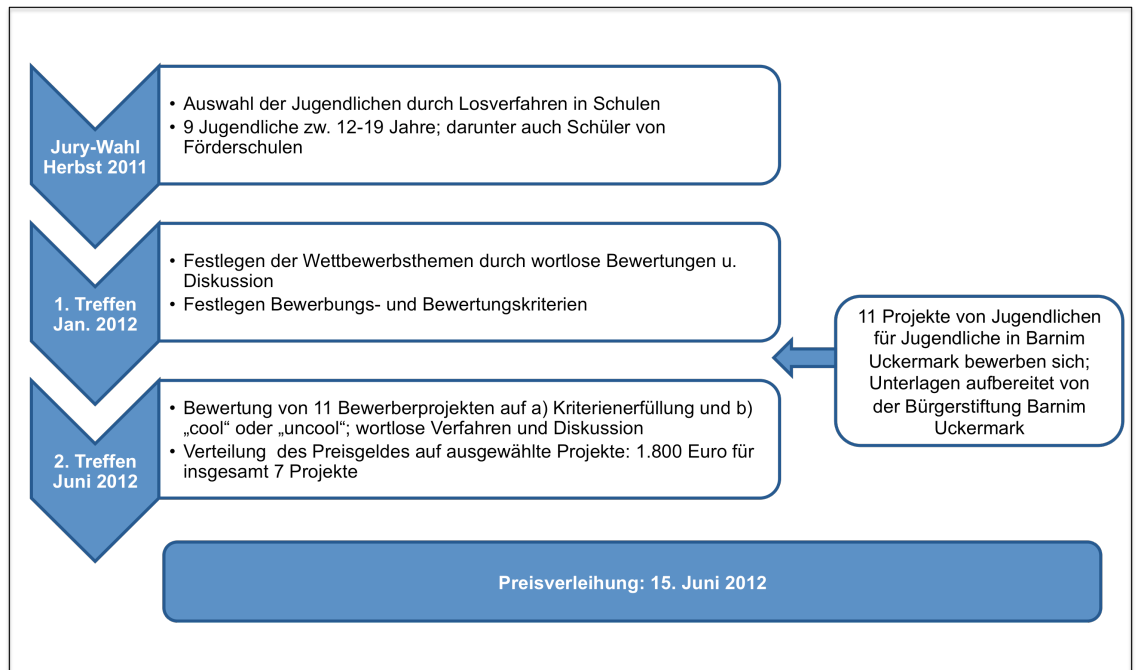 Jury-Wahl
Herbst 2011
• Auswahl der Jugendlichen durch Losverfahren in Schulen
• 9 Jugendliche zw. 12-19 Jahre; darunter auch Schüler von
Förderschulen
1. Treffen
Jan. 2012
• Festlegen der Wettbewerbsthemen durch wortlose Bewertungen u.
Diskussion
• Festlegen Bewerbungs- und Bewertungskriterien
11 Projekte von Jugendlichen
für Jugendliche in Barnim
Uckermark bewerben sich;
Unterlagen aufbereitet von
der Bürgerstiftung Barnim
Uckermark
2. Treffen
Juni 2012
• Bewertung von 11 Bewerberprojekten auf a) Kriterienerfüllung und b)
„cool“ oder „uncool“; wortlose Verfahren und Diskussion
• Verteilung des Preisgeldes auf ausgewählte Projekte: 1.800 Euro für
insgesamt 7 Projekte
Preisverleihung: 15. Juni 2012